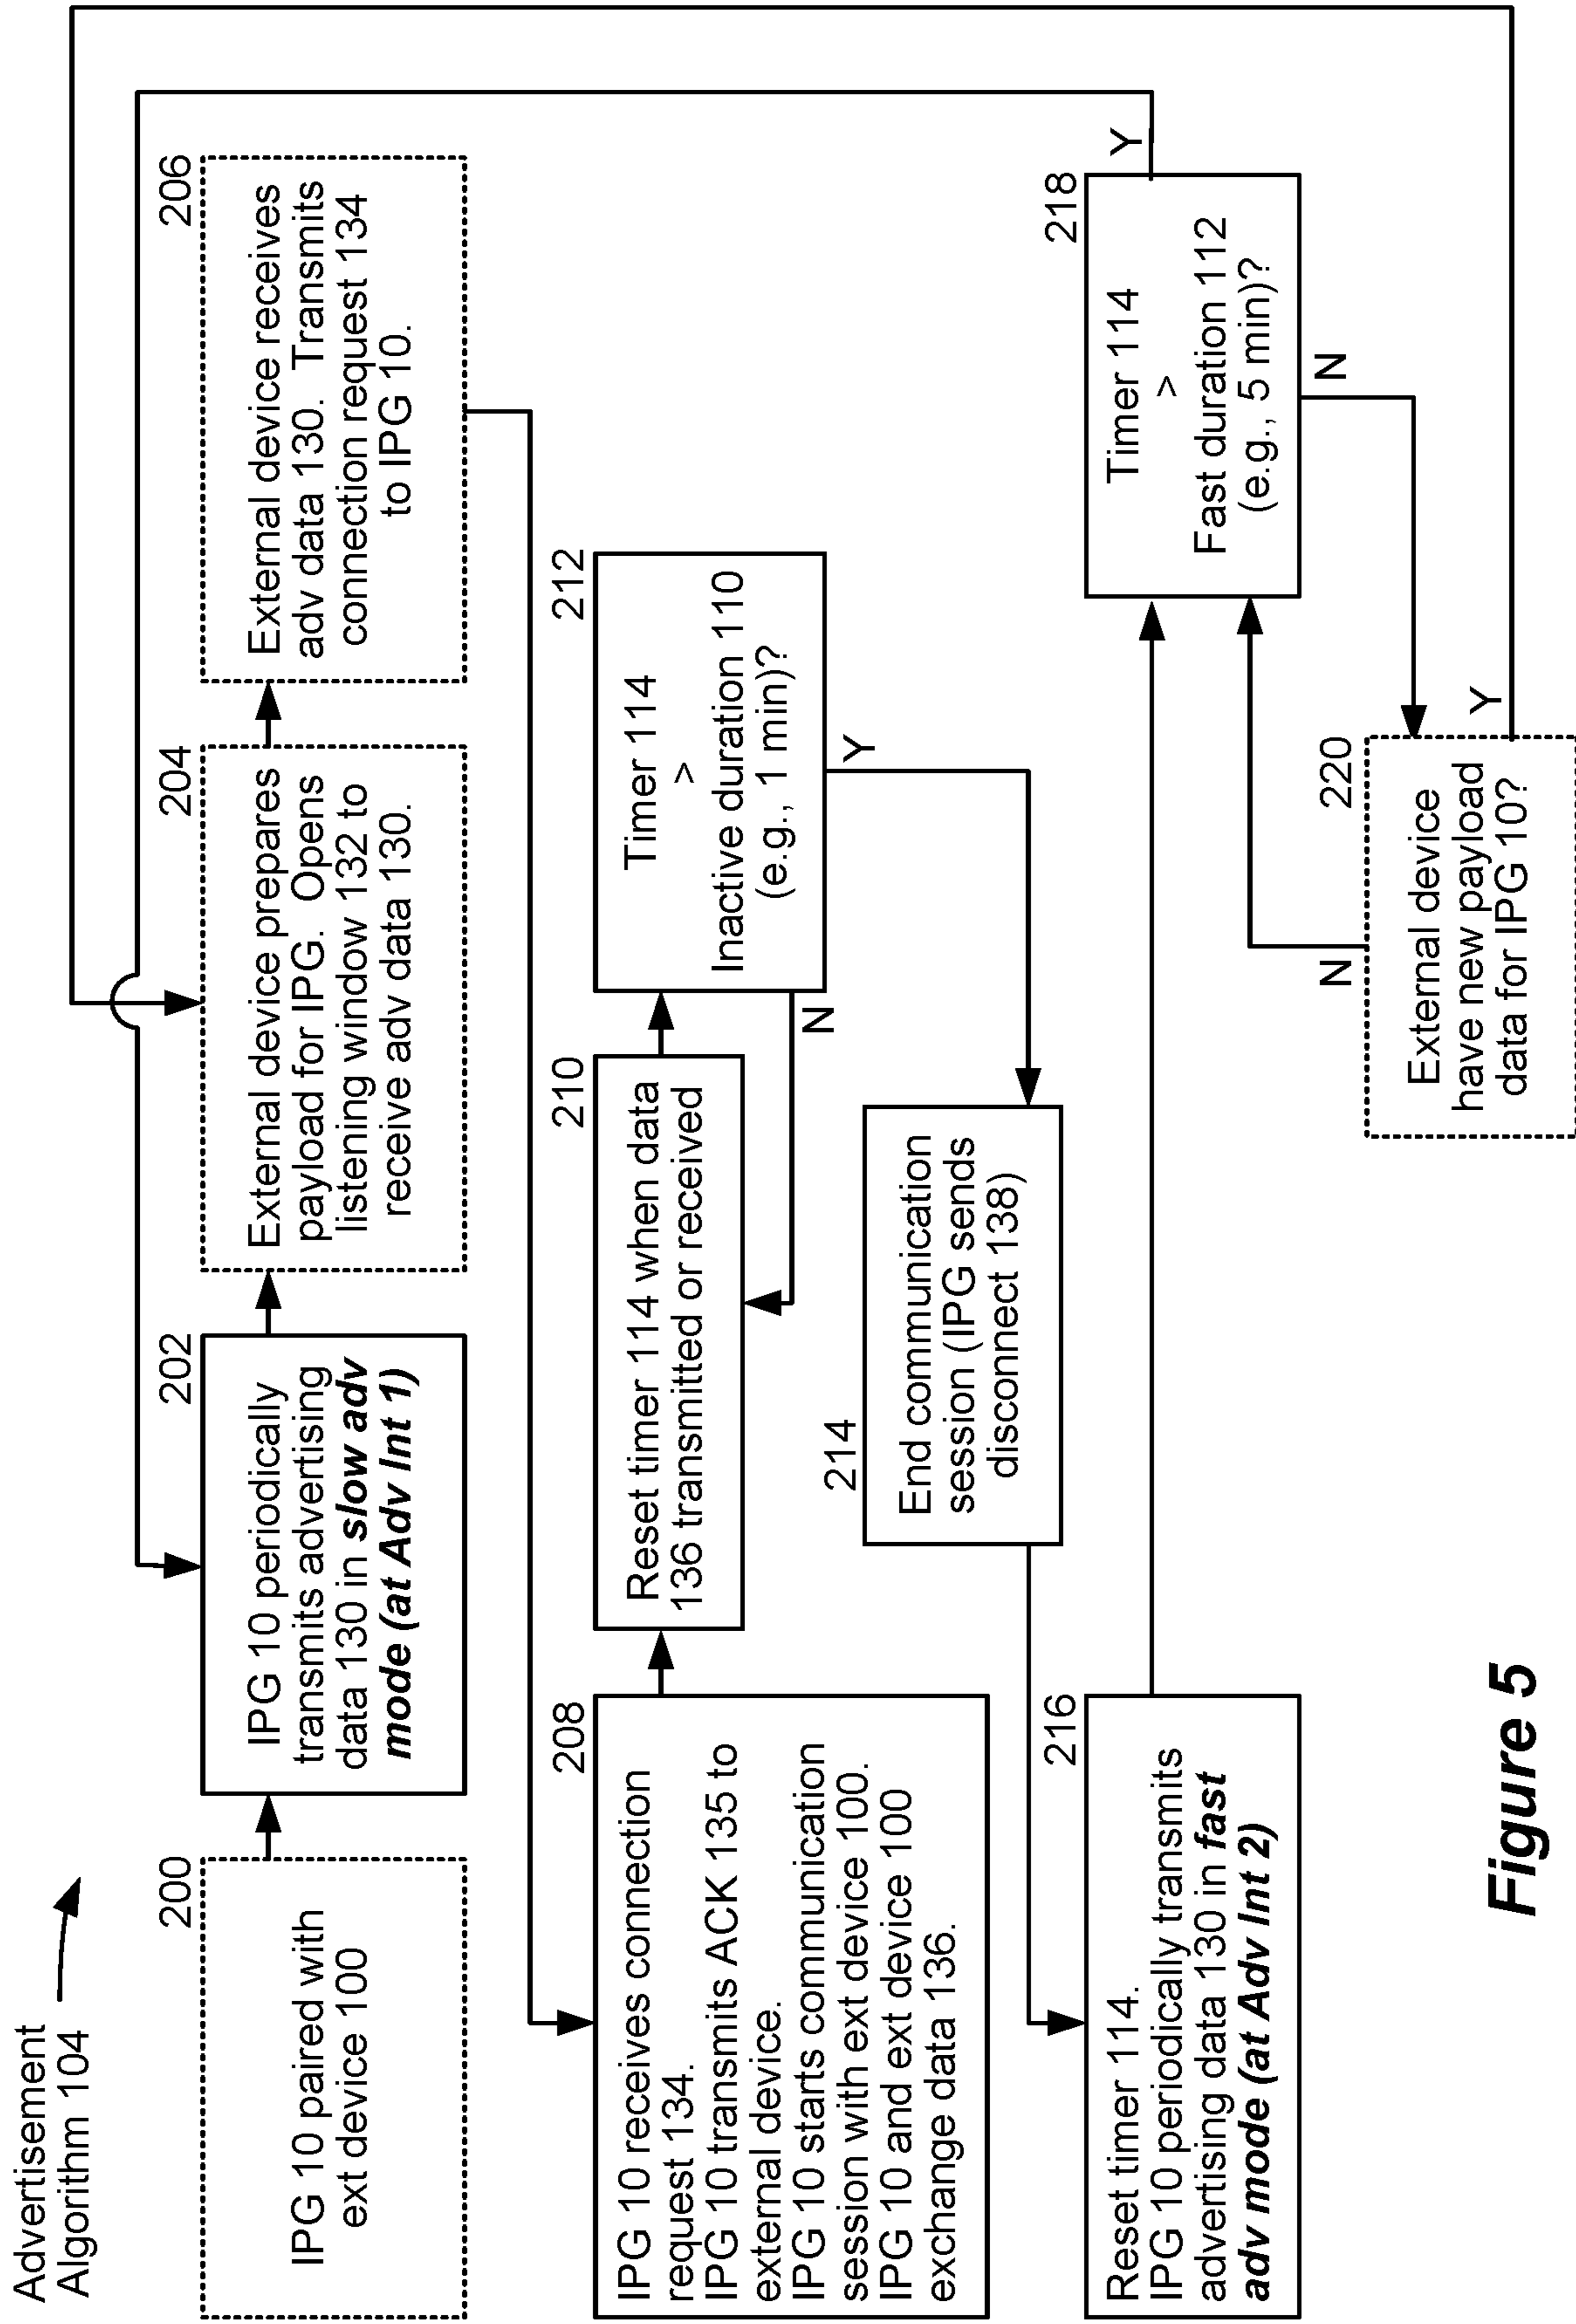 Advertisement
Algorithm 104
200
IPG 10 paired with
ext device 100
202
IPG 10 periodically
transmits advertising
data 130 in slow adv
mode (at Adv Int 1)
204
External device prepares
payload for IPG. Opens
listening window 132 to
receive adv data 130.
206
External device receives
adv data 130. Transmits
connection request 134
to IPG 10.
208
IPG 10 receives connection
request 134.
IPG 10 transmits ACK 135 to
external device.
IPG 10 starts communication
session with ext device 100.
IPG 10 and ext device 100
exchange data 136.
210
Reset timer 114 when data
136 transmitted or received
212
Timer 114
>
Inactive duration 110
(e.g., 1 min)?
N
Y
214
End communication
session (IPG sends
disconnect 138)
216
Reset timer 114.
IPG 10 periodically transmits
advertising data 130 in fast
adv mode (at Adv Int 2)
218
Timer 114
>
Fast duration 112
(e.g., 5 min)?
Y
N
220
External device
have new payload
data for IPG 10?
N
Y
Figure 5